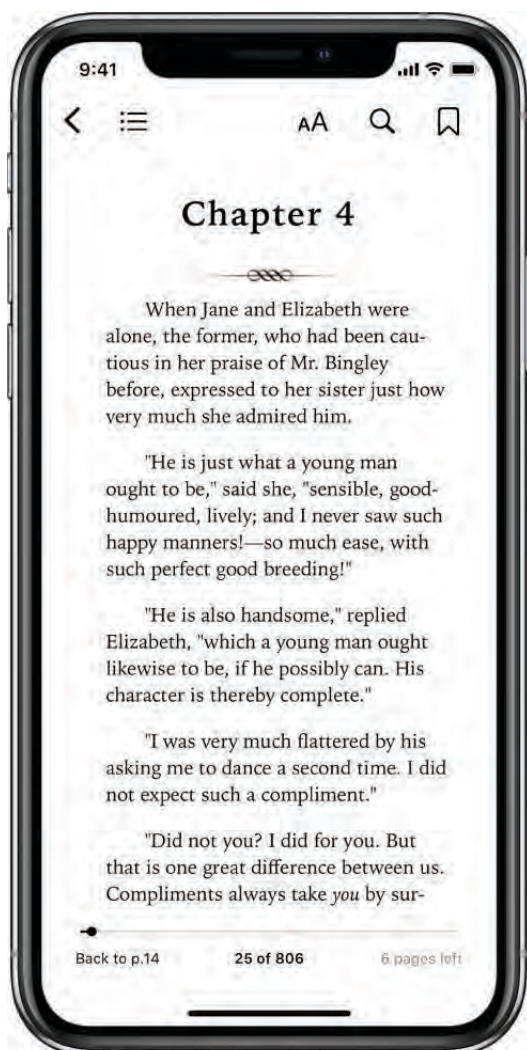 9:41
AA
Chapter 4
When Jane and Elizabeth were
alone, the former, who had been cau-
tious in her praise of Mr. Bingley
before, expressed to her sister just how
very much she admired him.
"He is just what a young man
ought to be," said she, "sensible, good-
humoured, lively; and I never saw such
happy manners!—so much ease, with
such perfect good breeding!"
"He is also handsome," replied
Elizabeth, "which a young man ought
likewise to be, if he possibly can. His
character is thereby complete."
"I was very much flattered by his
asking me to dance a second time. I did
not expect such a compliment."
"Did not you? I did for you. But
that is one great difference between us.
Compliments always take you by sur-
Back to p.14 25 of 806 6 pages left